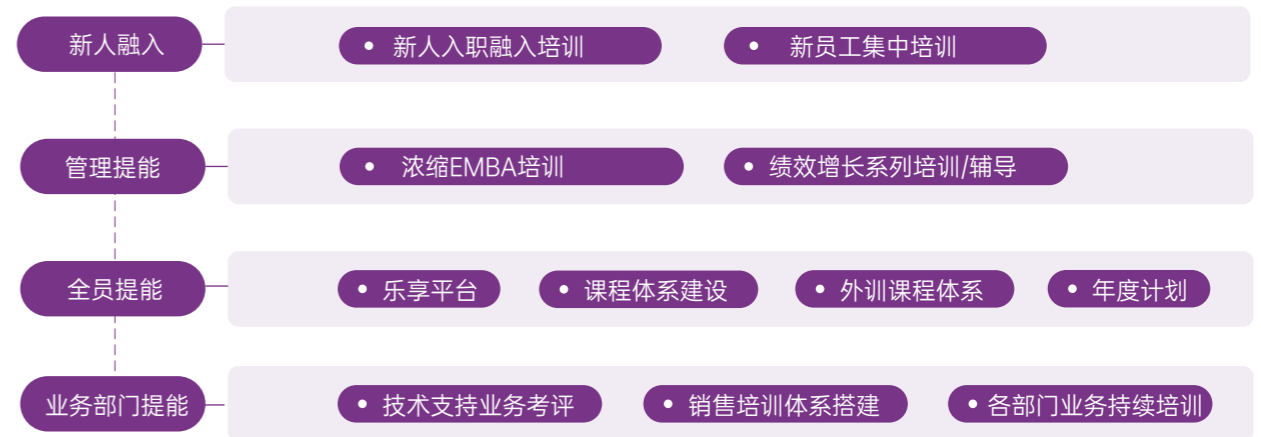 新人融入
• 新人入职融入培训
• 新员工集中培训
管理提能
• 浓缩EMBA培训
• 绩效增长系列培训/辅导
全员提能
• 乐享平台
• 课程体系建设
• 外训课程体系
• 年度计划
业务部门提能
• 技术支持业务考评
• 销售培训体系搭建
• 各部门业务持续培训